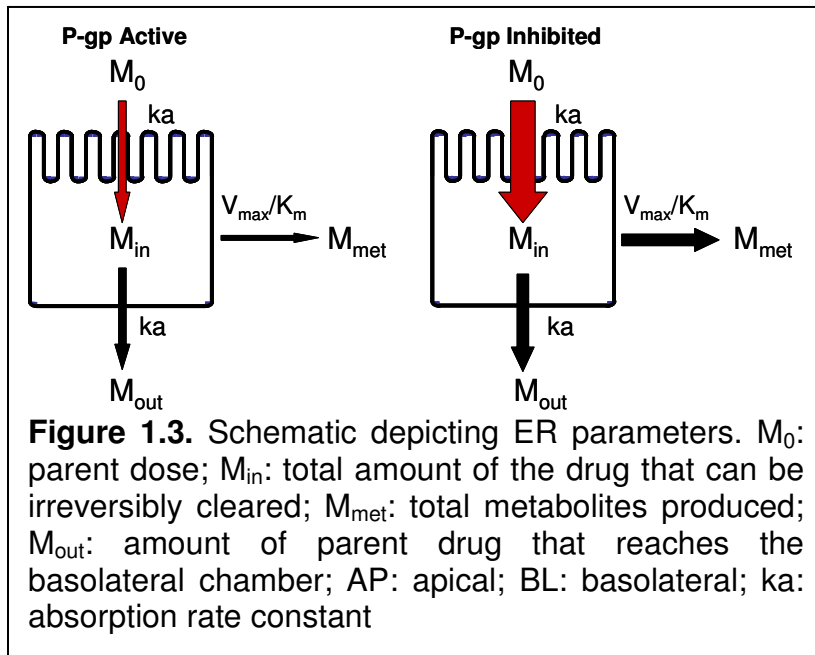 P-gp Active P-gp Inhibited
M₀ M₀
ka ka
Vmax/Km Vmax/Km
Min Mmet Min Mmet
ka ka
Mout Mout
Figure 1.3. Schematic depicting ER parameters. M₀:
parent dose; Min: total amount of the drug that can be
irreversibly cleared; Mmet: total metabolites produced;
Mout: amount of parent drug that reaches the
basolateral chamber; AP: apical; BL: basolateral; ka:
absorption rate constant